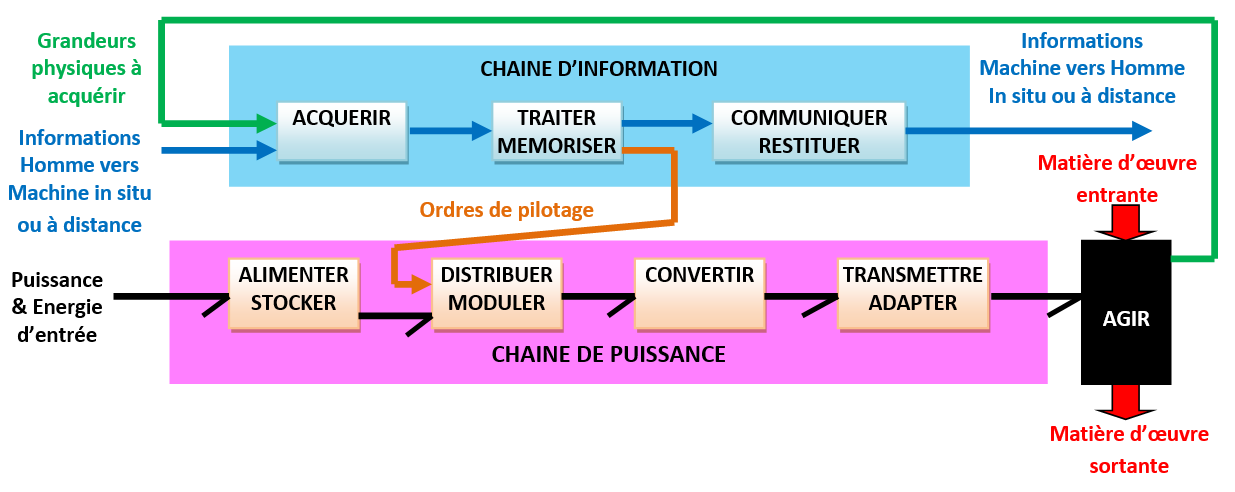 Grandeurs
physiques à
acquérir
Informations
Homme vers
Machine in situ
ou à distance
CHAINE D’INFORMATION
ACQUERIR
TRAITER
MEMORISER
COMMUNIQUER
RESTITUER
Informations
Machine vers Homme
In situ ou à distance
Matière d’œuvre
entrante
Ordres de pilotage
Puissance
& Energie
d’entrée
ALIMENTER
STOCKER
DISTRIBUER
MODULER
CONVERTIR
TRANSMETTRE
ADAPTER
AGIR
CHAINE DE PUISSANCE
Matière d’œuvre
sortante